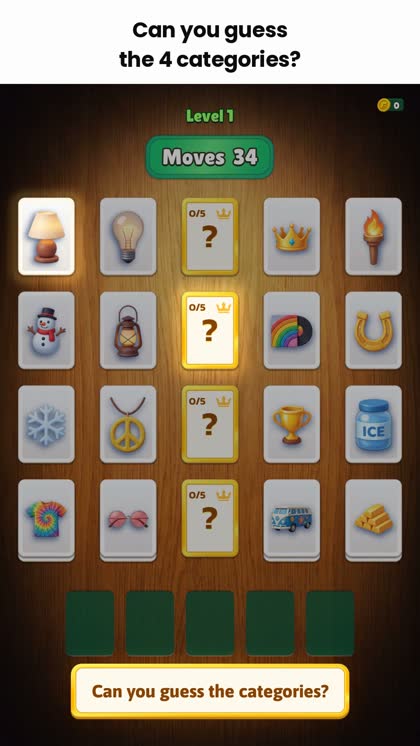 Can you guess
the 4 categories?
0
Level 1
Moves 34
0/5
?
0/5
?
0/5
?
ICE
0/5
?
Can you guess the categories?